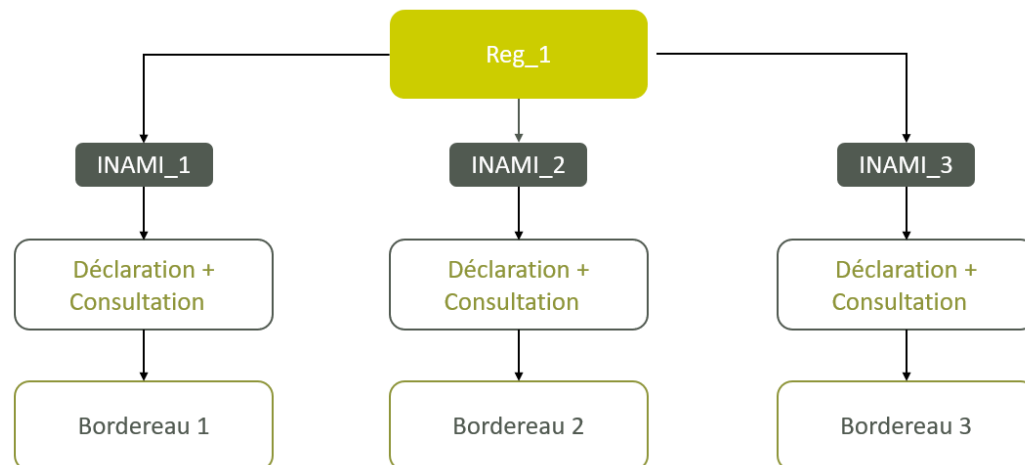 Reg_1
INAMI_1
INAMI_2
INAMI_3
Déclaration +
Consultation
Déclaration +
Consultation
Déclaration +
Consultation
Bordereau 1
Bordereau 2
Bordereau 3